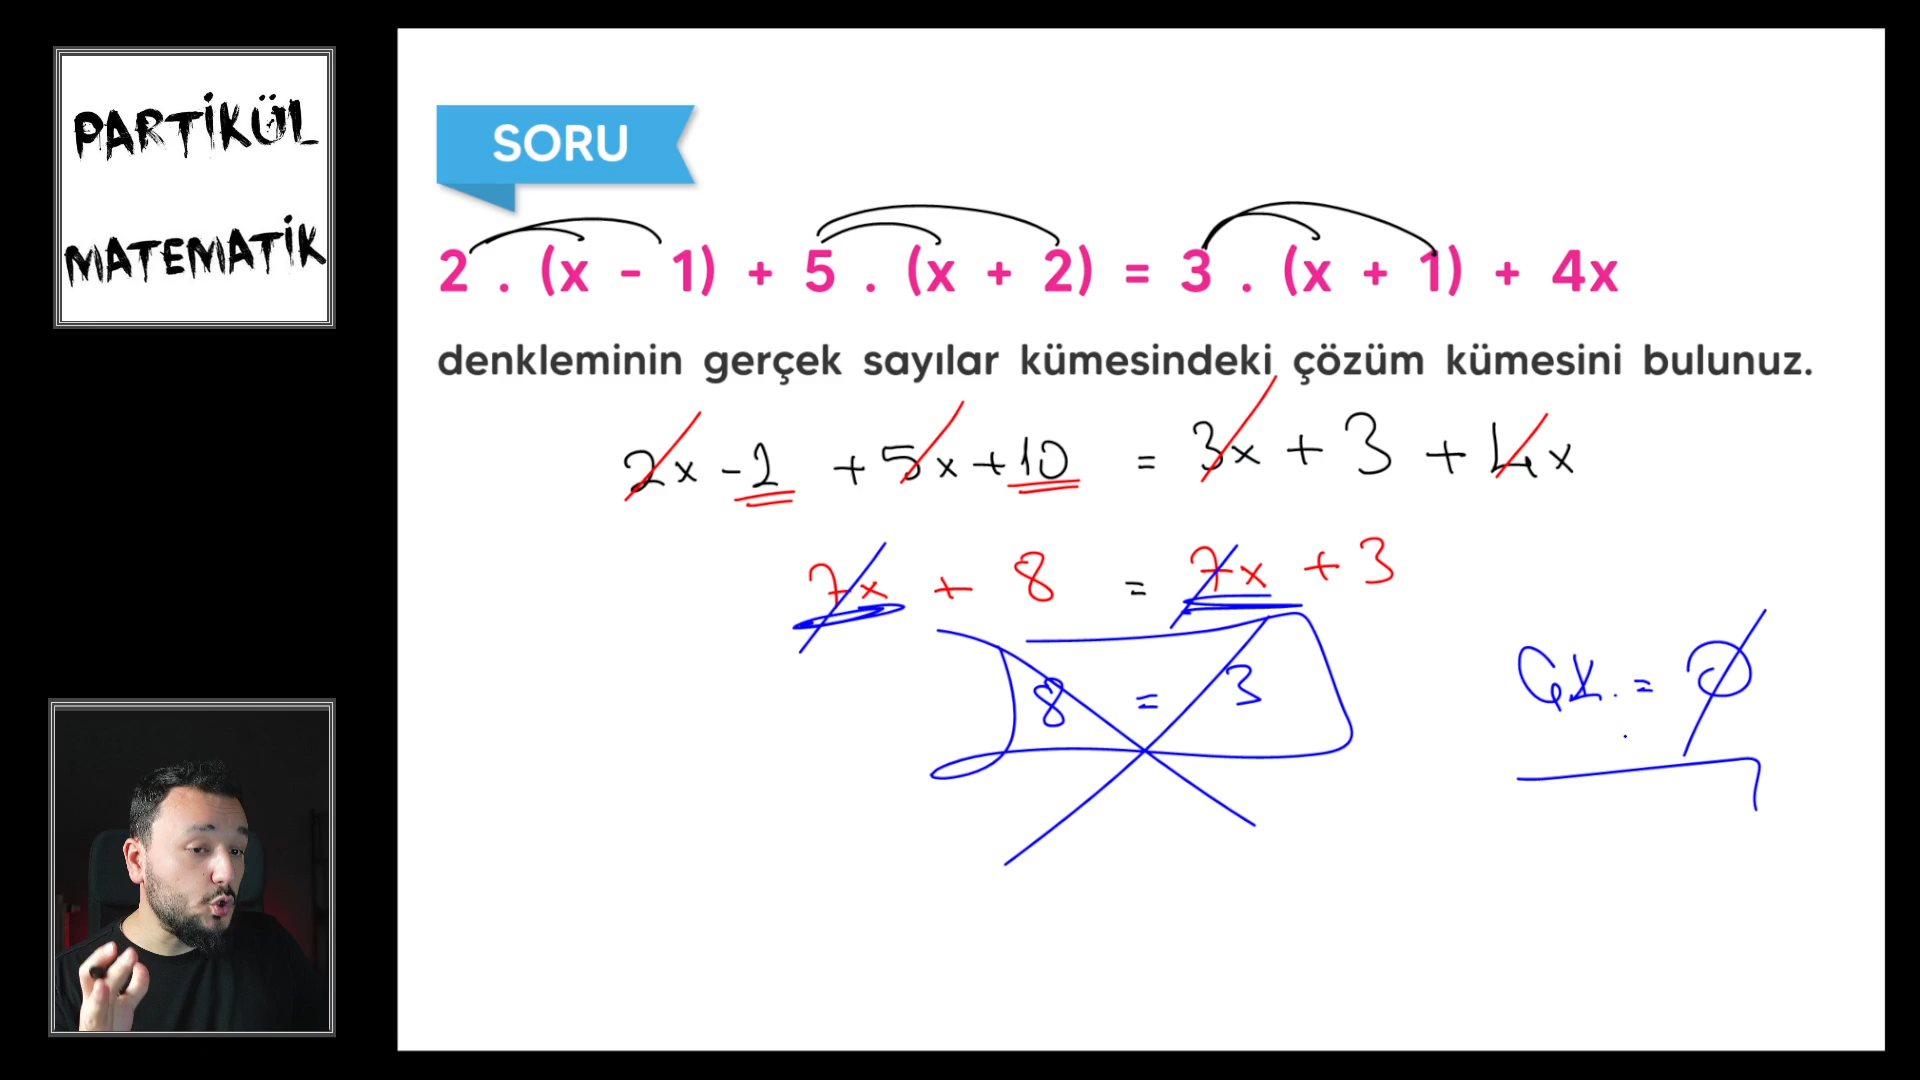 PARTİKÜL
MATEMATİK
SORU
2 . (x - 1) + 5 . (x + 2) = 3 . (x + 1) + 4x
denkleminin gerçek sayılar kümesindeki çözüm kümesini bulunuz.
2x - 2 + 5x + 10 = 3x + 3 + 4x
7x + 8 = 7x + 3
8 = 3
Ç.K. = Ø